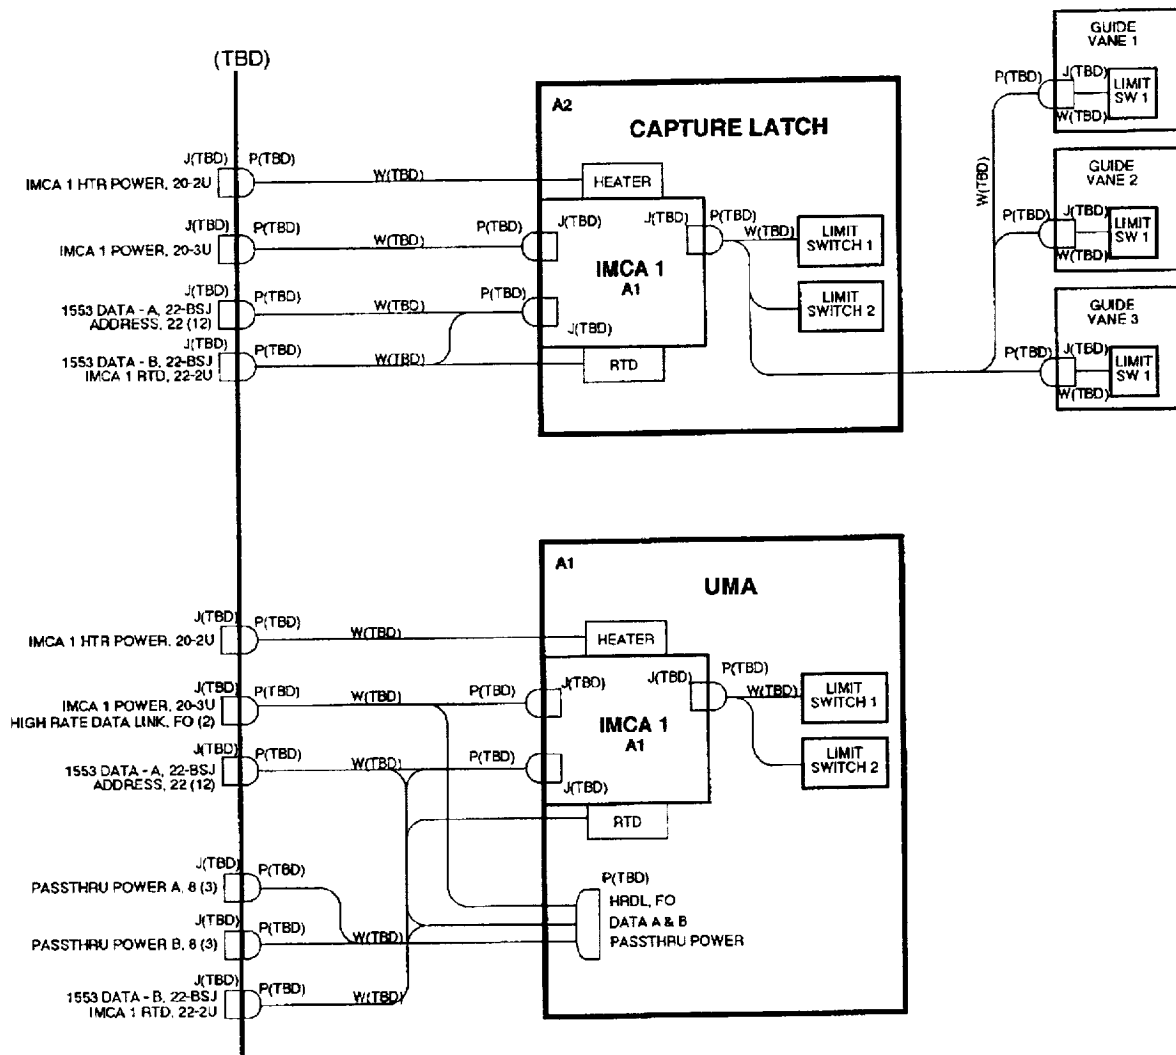 (TBD)
J(TBD)
P(TBD)
IMCA 1 HTR POWER, 20-2U
W(TBD)
J(TBD)
P(TBD)
IMCA 1 POWER, 20-3U
W(TBD)
P(TBD)
J(TBD)
P(TBD)
1553 DATA - A, 22-BSJ
ADDRESS, 22 (12)
W(TBD)
P(TBD)
J(TBD)
P(TBD)
1553 DATA - B, 22-BSJ
IMCA 1 RTD, 22-2U
W(TBD)
A2
CAPTURE LATCH
HEATER
J(TBD)
J(TBD)
IMCA 1
A1
J(TBD)
RTD
P(TBD)
W(TBD)
LIMIT
SWITCH 1
LIMIT
SWITCH 2
W(TBD)
GUIDE
VANE 1
P(TBD)
J(TBD)
LIMIT
SW 1
W(TBD)
GUIDE
VANE 2
P(TBD)
J(TBD)
LIMIT
SW 1
W(TBD)
GUIDE
VANE 3
P(TBD)
J(TBD)
LIMIT
SW 1
W(TBD)
J(TBD)
P(TBD)
IMCA 1 HTR POWER, 20-2U
W(TBD)
J(TBD)
P(TBD)
IMCA 1 POWER, 20-3U
HIGH RATE DATA LINK, FO (2)
W(TBD)
P(TBD)
J(TBD)
P(TBD)
1553 DATA - A, 22-BSJ
ADDRESS, 22 (12)
W(TBD)
P(TBD)
J(TBD)
P(TBD)
PASSTHRU POWER A, 8 (3)
J(TBD)
P(TBD)
PASSTHRU POWER B, 8 (3)
W(TBD)
J(TBD)
P(TBD)
1553 DATA - B, 22-BSJ
IMCA 1 RTD, 22-2U
W(TBD)
A1
UMA
HEATER
J(TBD)
J(TBD)
IMCA 1
A1
J(TBD)
RTD
P(TBD)
W(TBD)
LIMIT
SWITCH 1
LIMIT
SWITCH 2
P(TBD)
HRDL, FO
DATA A & B
PASSTHRU POWER